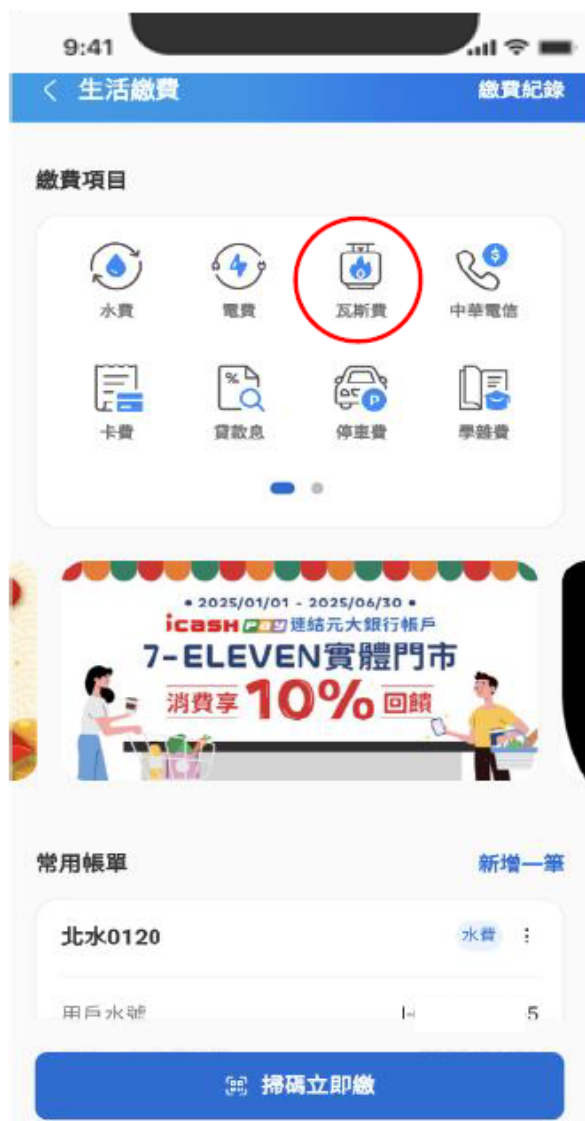 9:41
生活繳費 繳費紀錄
繳費項目
水費 電費 瓦斯費 中華電信
卡費 貸款息 停車費 學雜費
• 2025/01/01 - 2025/06/30 •
icash Pay 連結元大銀行帳戶
7-ELEVEN實體門市
消費享10%回饋
常用帳單 新增一筆
北水0120 水費
用戶水號 5
掃碼立即繳